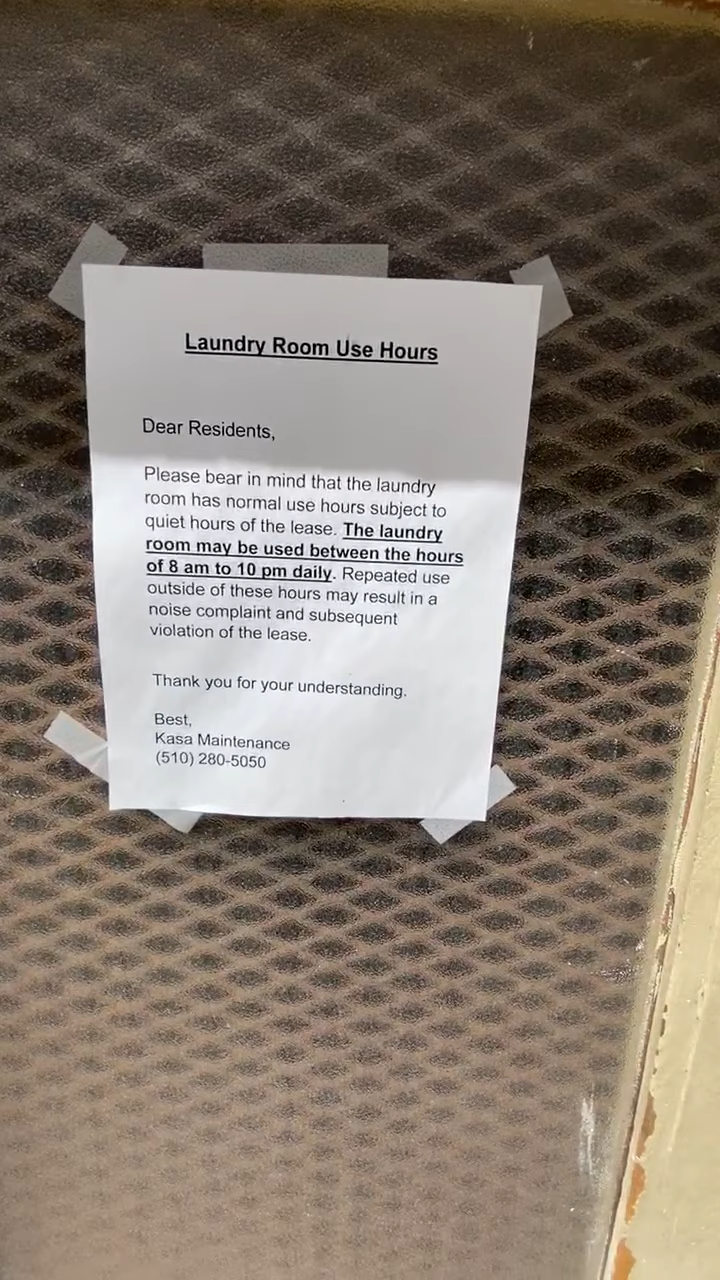 Laundry Room Use Hours
Dear Residents,
Please bear in mind that the laundry
room has normal use hours subject to
quiet hours of the lease. The laundry
room may be used between the hours
of 8 am to 10 pm daily. Repeated use
outside of these hours may result in a
noise complaint and subsequent
violation of the lease.
Thank you for your understanding.
Best,
Kasa Maintenance
(510) 280-5050